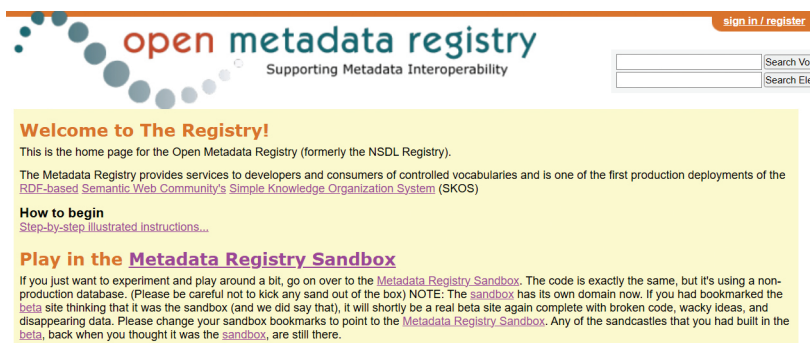 sign in / register
open metadata registry
Supporting Metadata Interoperability
Search Vo
Search Ele
Welcome to The Registry!
This is the home page for the Open Metadata Registry (formerly the NSDL Registry).
The Metadata Registry provides services to developers and consumers of controlled vocabularies and is one of the first production deployments of the
RDF-based Semantic Web Community's Simple Knowledge Organization System (SKOS)
How to begin
Step-by-step illustrated instructions...
Play in the Metadata Registry Sandbox
If you just want to experiment and play around a bit, go on over to the Metadata Registry Sandbox. The code is exactly the same, but it's using a non-
production database. (Please be careful not to kick any sand out of the box) NOTE: The sandbox has its own domain now. If you had bookmarked the
beta site thinking that it was the sandbox (and we did say that), it will shortly be a real beta site again complete with broken code, wacky ideas, and
disappearing data. Please change your sandbox bookmarks to point to the Metadata Registry Sandbox. Any of the sandcastles that you had built in the
beta, back when you thought it was the sandbox, are still there.